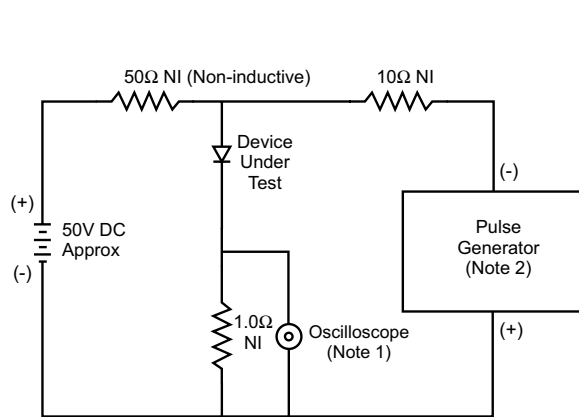 50Ω NI (Non-inductive)
10Ω NI
Device
Under
Test
(+)
50V DC
Approx
(-)
(-)
Pulse
Generator
(Note 2)
(+)
1.0Ω
NI
Oscilloscope
(Note 1)